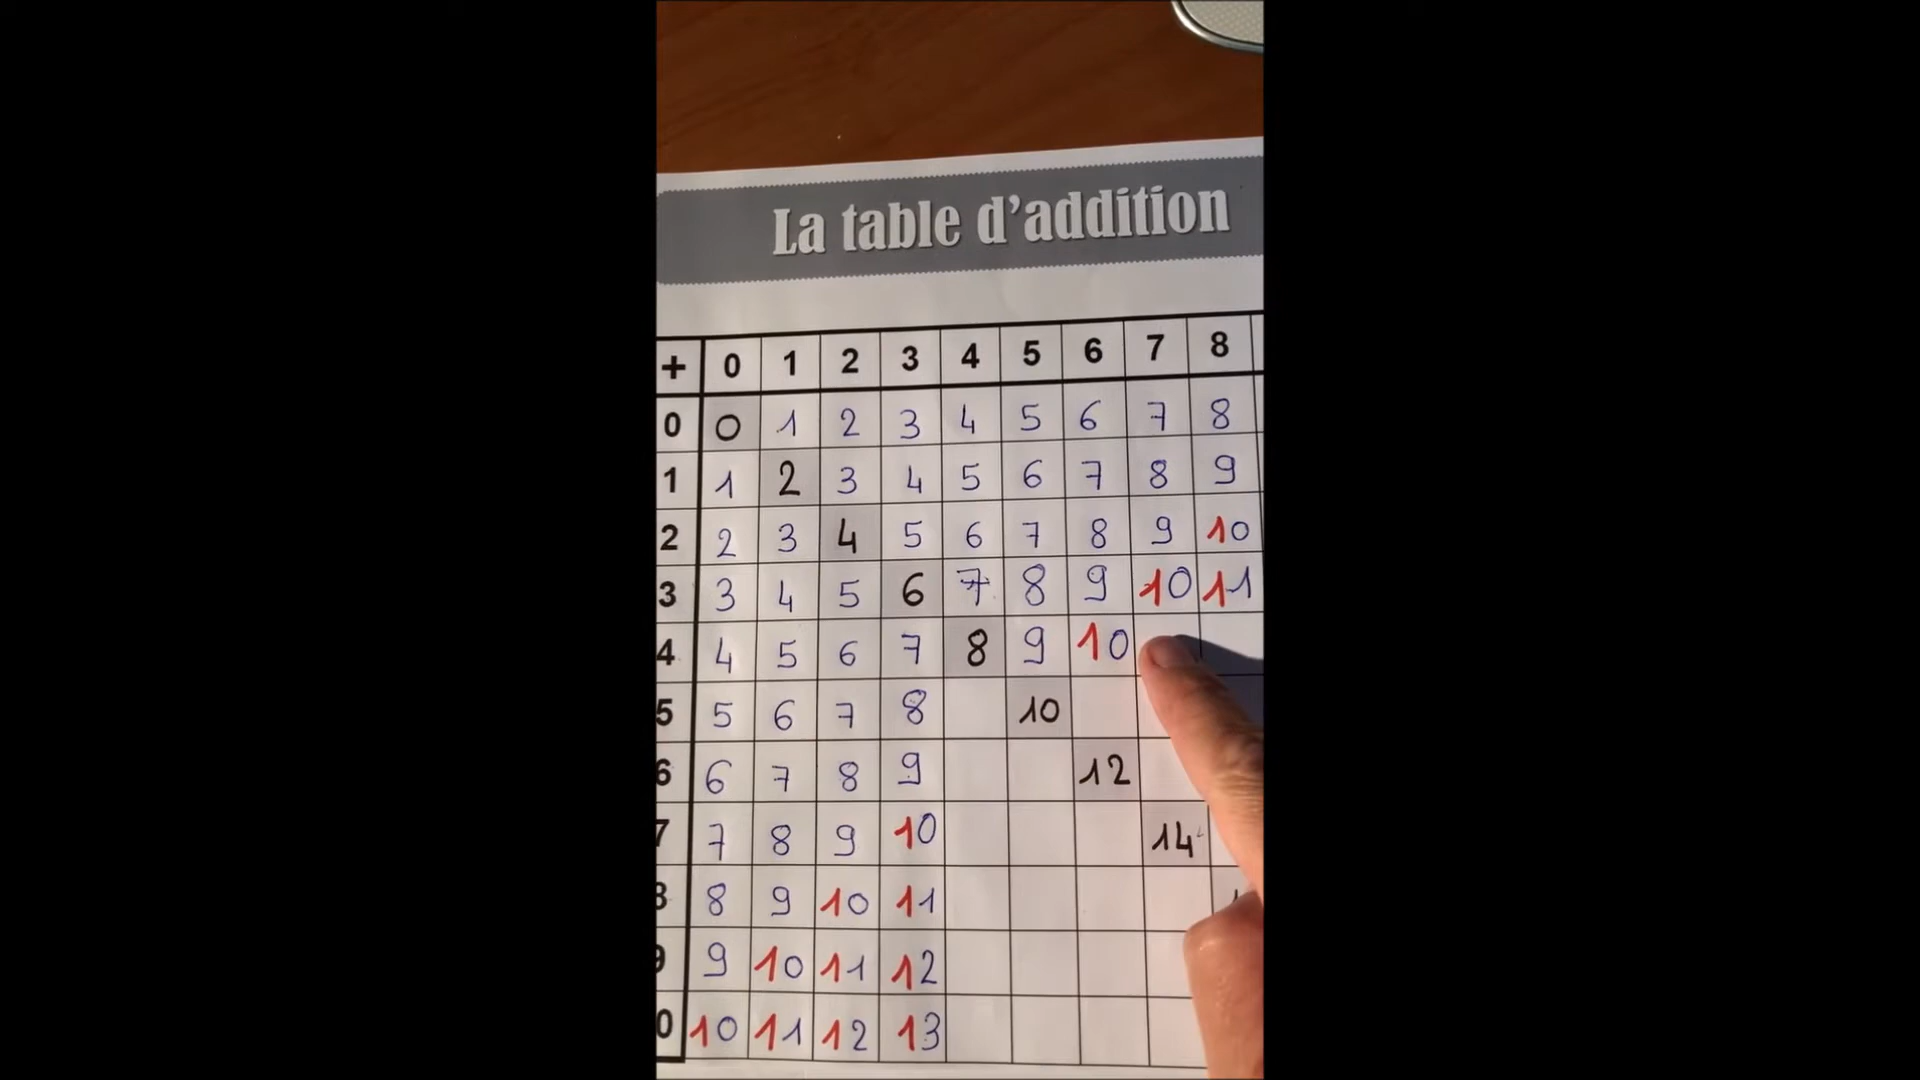 La table d'addition
+ 0 1 2 3 4 5 6 7 8
0 0 1 2 3 4 5 6 7 8
1 1 2 3 4 5 6 7 8 9
2 2 3 4 5 6 7 8 9 10
3 3 4 5 6 7 8 9 10 11
4 4 5 6 7 8 9 10
5 5 6 7 8 10
6 6 7 8 9 12
7 7 8 9 10 14
8 8 9 10 11
9 9 10 11 12
0 10 11 12 13